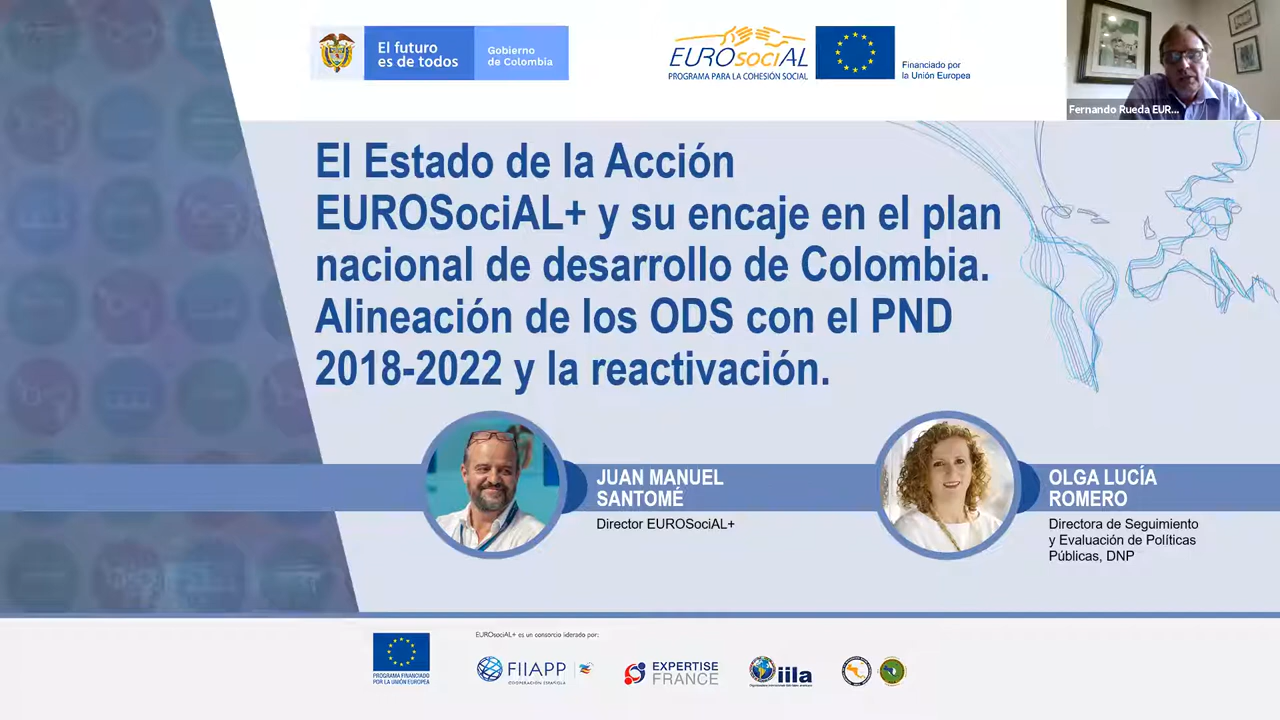 El futuro
es de todos
Gobierno
de Colombia
EUROsociAL
PROGRAMA PARA LA COHESIÓN SOCIAL
Financiado por
la Unión Europea
Fernando Rueda EUR...
El Estado de la Acción
EUROSociAL+ y su encaje en el plan
nacional de desarrollo de Colombia.
Alineación de los ODS con el PND
2018-2022 y la reactivación.
JUAN MANUEL
SANTOMÉ
Director EUROSociAL+
OLGA LUCÍA
ROMERO
Directora de Seguimiento
y Evaluación de Políticas
Públicas, DNP
EUROsociAL+ es un consorcio liderado por:
PROGRAMA FINANCIADO
POR LA UNIÓN EUROPEA
FIIAPP
COOPERACIÓN ESPAÑOLA
EXPERTISE
FRANCE
iila